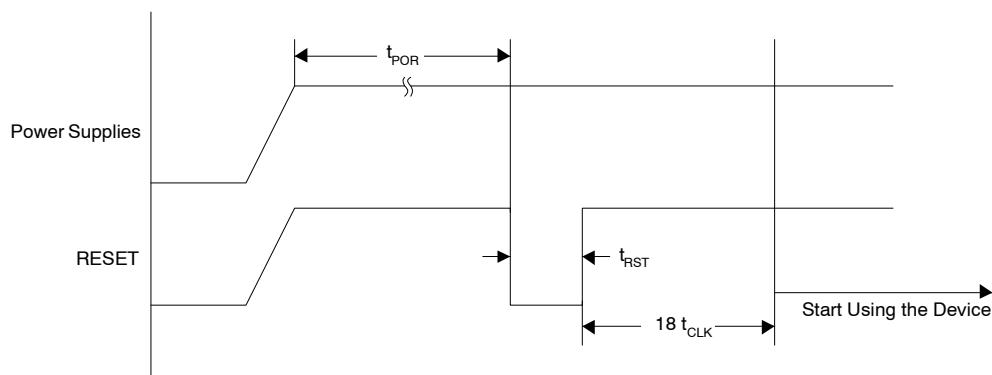 tPOR
Power Supplies
RESET
tRST
Start Using the Device
18 tCLK